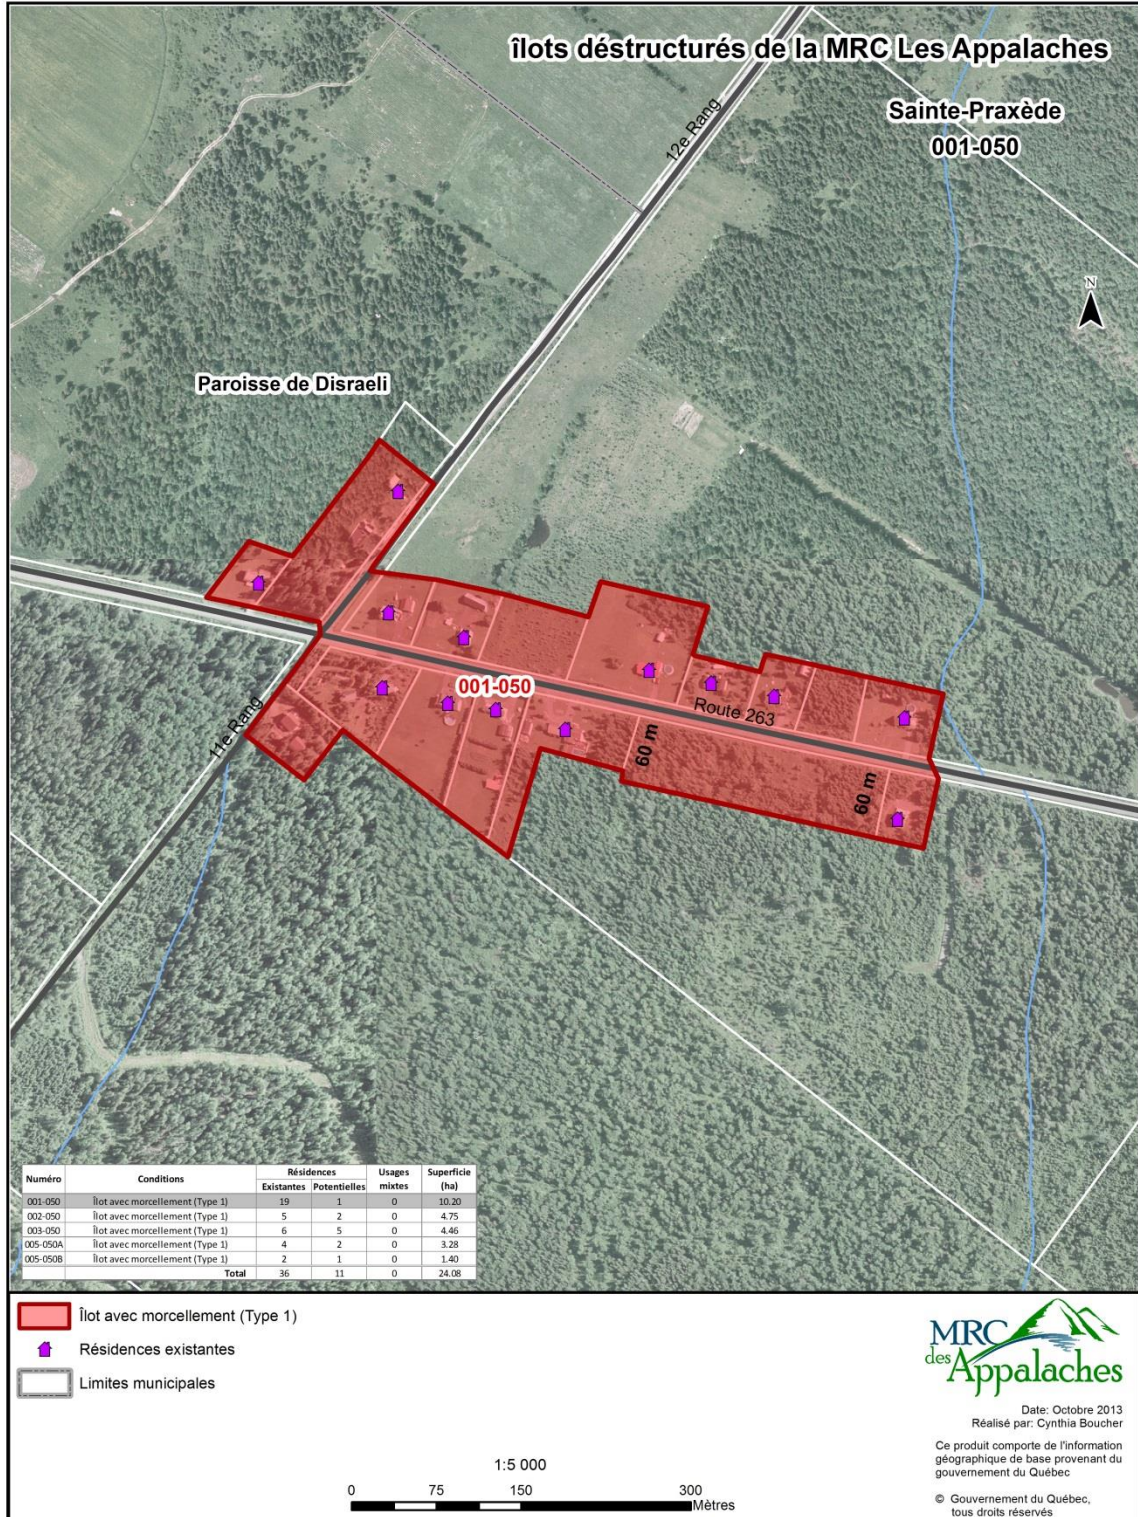 îlots déstructurés de la MRC Les Appalaches
Sainte-Praxède
001-050
12e Rang
N
Paroisse de Disraeli
001-050
Route 263
11e Rang
60 m
60 m
Numéro Conditions Résidences Usages mixtes Superficie (ha)
Existantes Potentielles
001-050 Îlot avec morcellement (Type 1) 19 1 0 10.20
002-050 Îlot avec morcellement (Type 1) 5 2 0 4.75
003-050 Îlot avec morcellement (Type 1) 6 5 0 4.46
005-050A Îlot avec morcellement (Type 1) 4 2 0 3.28
005-050B Îlot avec morcellement (Type 1) 2 1 0 1.40
Total 36 11 0 24.08
Îlot avec morcellement (Type 1)
Résidences existantes
Limites municipales
1:5 000
0 75 150 300
Mètres
MRC
des Appalaches
Date: Octobre 2013
Réalisé par: Cynthia Boucher
Ce produit comporte de l'information
géographique de base provenant du
gouvernement du Québec
© Gouvernement du Québec,
tous droits réservés